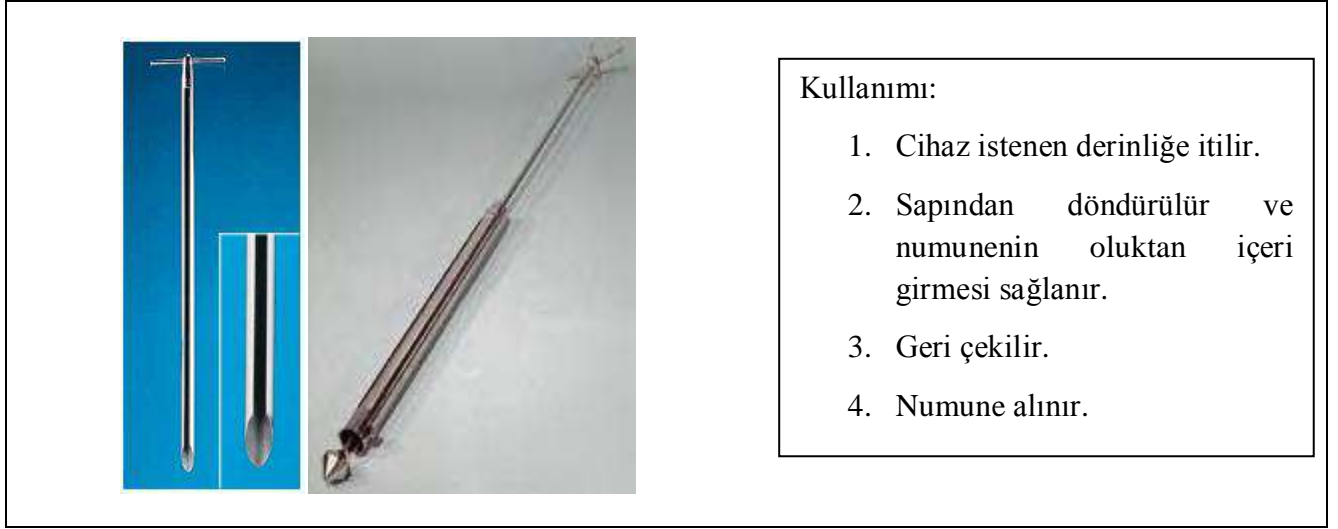 Kullanımı:
1. Cihaz istenen derinliğe itilir.
2. Sapından döndürülür ve
numunenin oluktan içeri
girmesi sağlanır.
3. Geri çekilir.
4. Numune alınır.